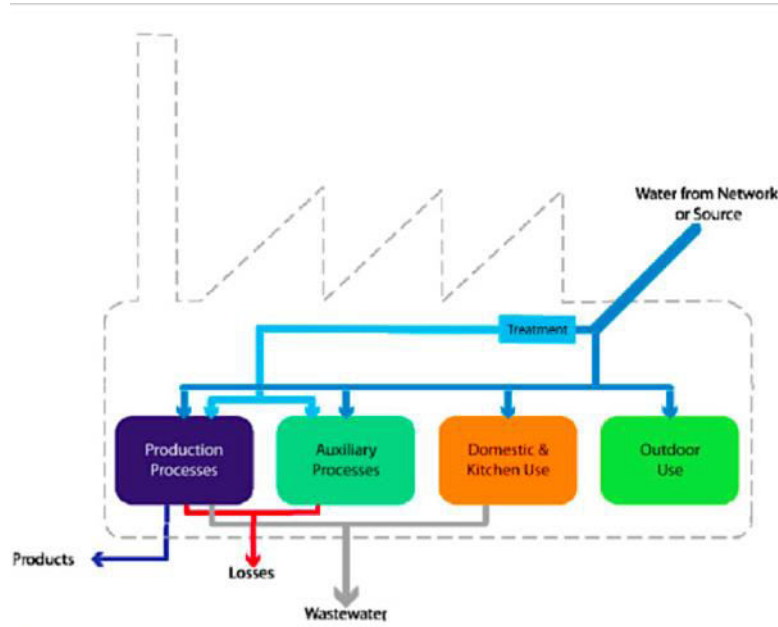 Water from Network
or Source
Treatment
Production
Processes
Auxiliary
Processes
Domestic &
Kitchen Use
Outdoor
Use
Products
Losses
Wastewater